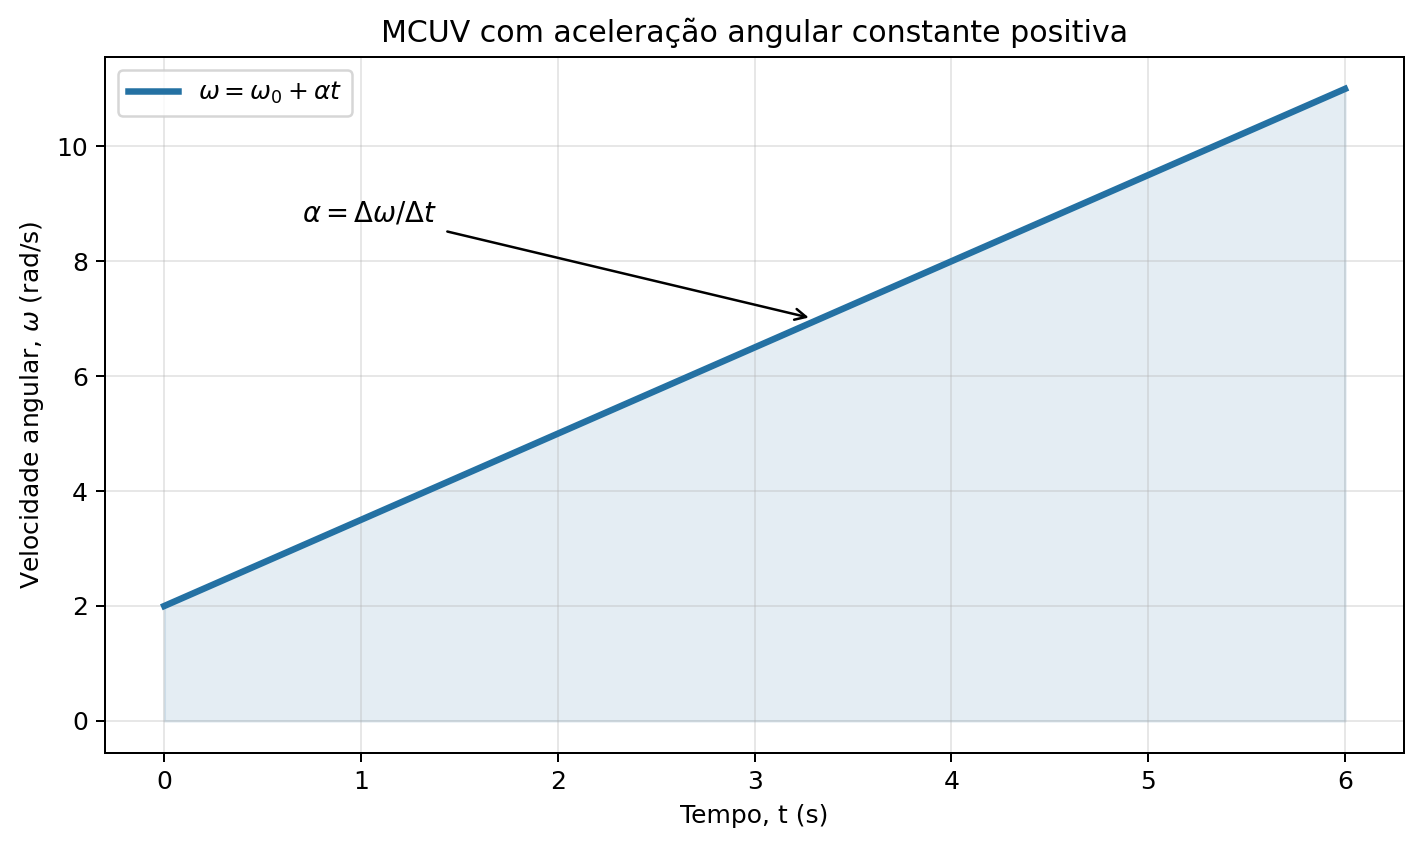 MCUV com aceleração angular constante positiva
ω = ω₀ + αt
α = Δω/Δt
Velocidade angular, ω (rad/s)
10
8
6
4
2
0
0 1 2 3 4 5 6
Tempo, t (s)